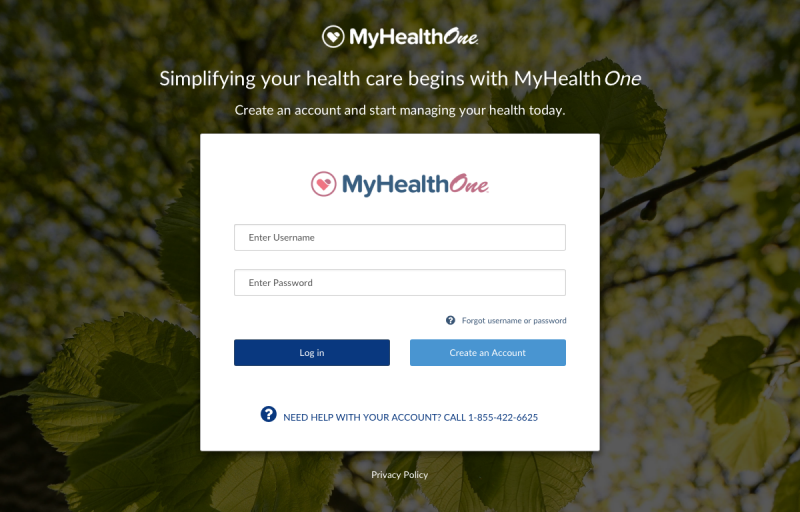 MyHealthOne
Simplifying your health care begins with MyHealthOne
Create an account and start managing your health today.
MyHealthOne
Enter Username
Enter Password
? Forgot username or password
Log in
Create an Account
? NEED HELP WITH YOUR ACCOUNT? CALL 1-855-422-6625
Privacy Policy